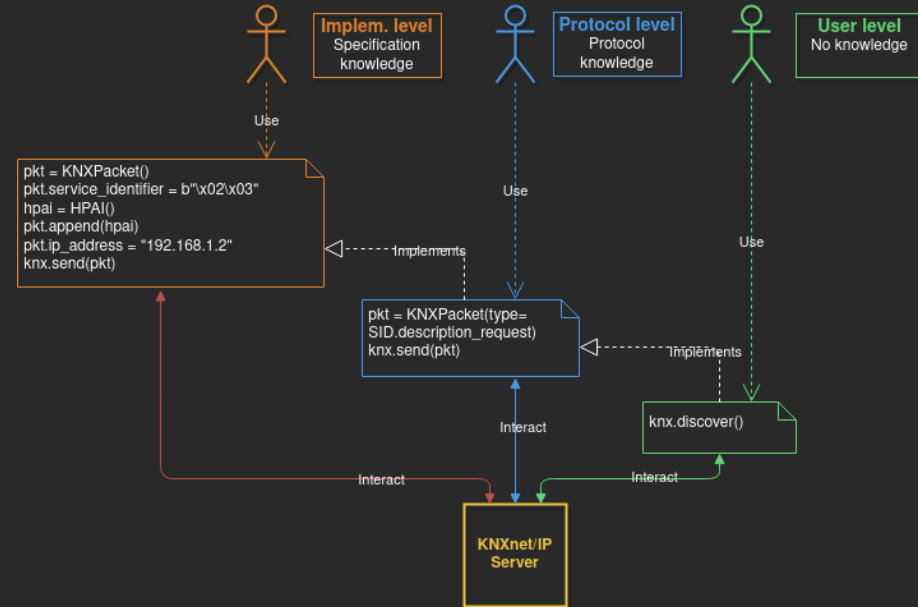 Implem. level
Specification
knowledge
Protocol level
Protocol
knowledge
User level
No knowledge
Use
pkt = KNXPacket()
pkt.service_identifier = b"\x02\x03"
hpai = HPAI()
pkt.append(hpai)
pkt.ip_address = "192.168.1.2"
knx.send(pkt)
Use
Use
Implements
pkt = KNXPacket(type=
SID.description_request)
knx.send(pkt)
Implements
knx.discover()
Interact
Interact
Interact
KNXnet/IP
Server